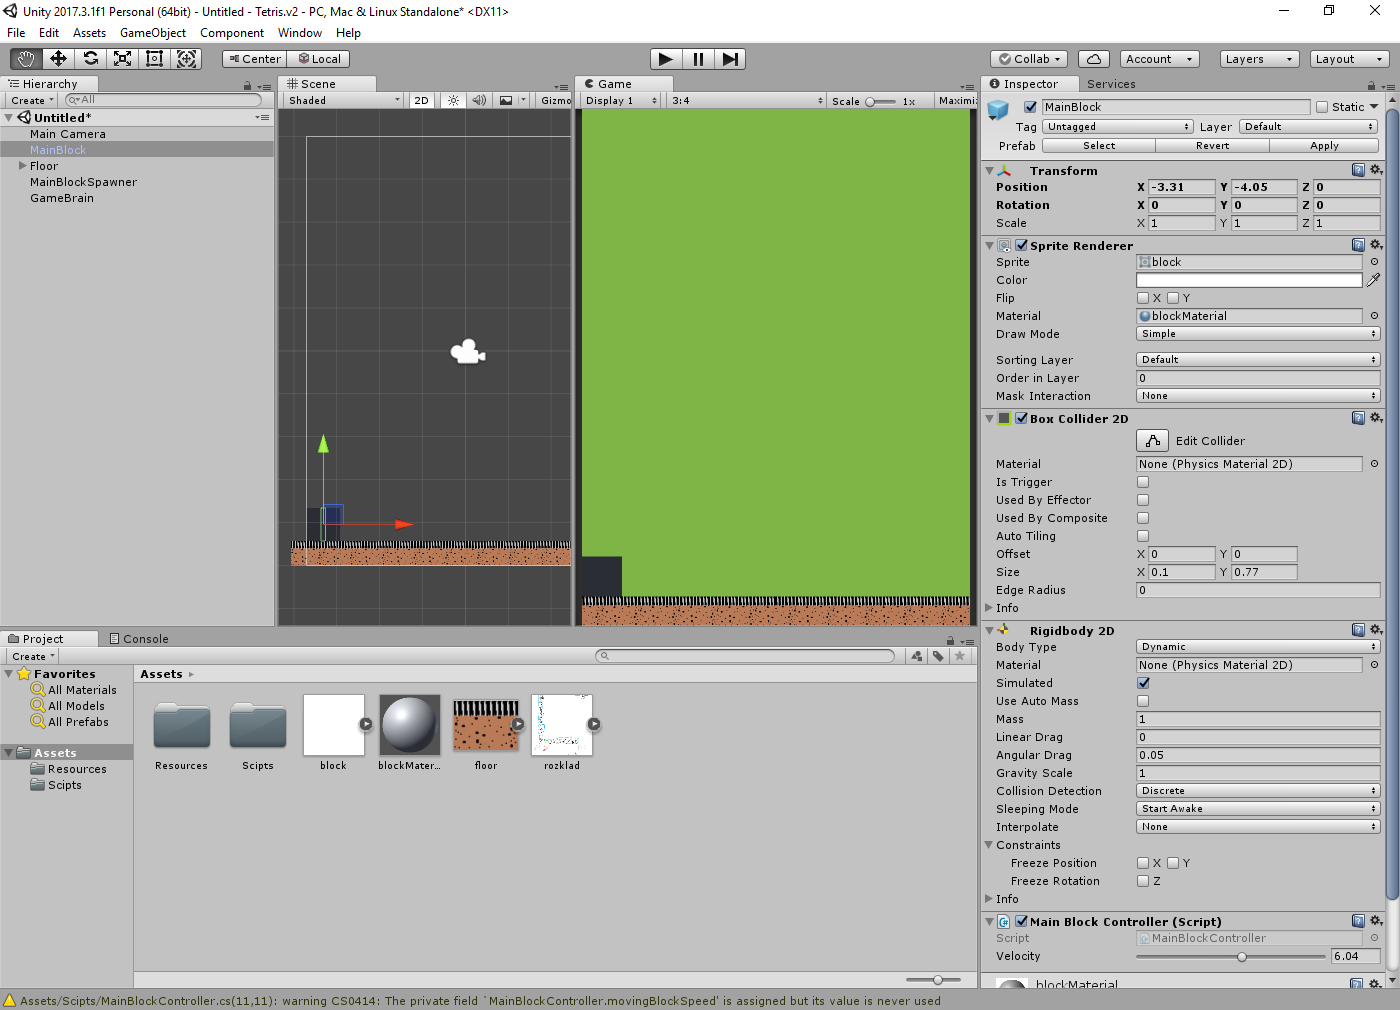 Unity 2017.3.1f1 Personal (64bit) - Untitled - Tetris.v2 - PC, Mac & Linux Standalone* <DX11>
File Edit Assets GameObject Component Window Help
Center Local Collab Account Layers Layout
Hierarchy
Create All
Untitled*
Main Camera
MainBlock
Floor
MainBlockSpawner
GameBrain
Scene
Shaded 2D Gizmo
Game
Display 1 3:4 Scale 1x Maximi
Inspector Services
MainBlock Static
Tag Untagged Layer Default
Prefab Select Revert Apply
Transform
Position X -3.31 Y -4.05 Z 0
Rotation X 0 Y 0 Z 0
Scale X 1 Y 1 Z 1
Sprite Renderer
Sprite block
Color
Flip X Y
Material blockMaterial
Draw Mode Simple
Sorting Layer Default
Order in Layer 0
Mask Interaction None
Box Collider 2D
Edit Collider
Material None (Physics Material 2D)
Is Trigger
Used By Effector
Used By Composite
Auto Tiling
Offset X 0 Y 0
Size X 0.1 Y 0.77
Edge Radius 0
Info
Rigidbody 2D
Body Type Dynamic
Material None (Physics Material 2D)
Simulated
Use Auto Mass
Mass 1
Linear Drag 0
Angular Drag 0.05
Gravity Scale 1
Collision Detection Discrete
Sleeping Mode Start Awake
Interpolate None
Constraints
Freeze Position X Y
Freeze Rotation Z
Info
Main Block Controller (Script)
Script MainBlockController
Velocity 6.04
blockMaterial
Project Console
Create
Favorites
All Materials
All Models
All Prefabs
Assets
Resources
Scipts
Assets
Resources Scipts block blockMater... floor rozklad
Assets/Scipts/MainBlockController.cs(11,11): warning CS0414: The private field `MainBlockController.movingBlockSpeed' is assigned but its value is never used